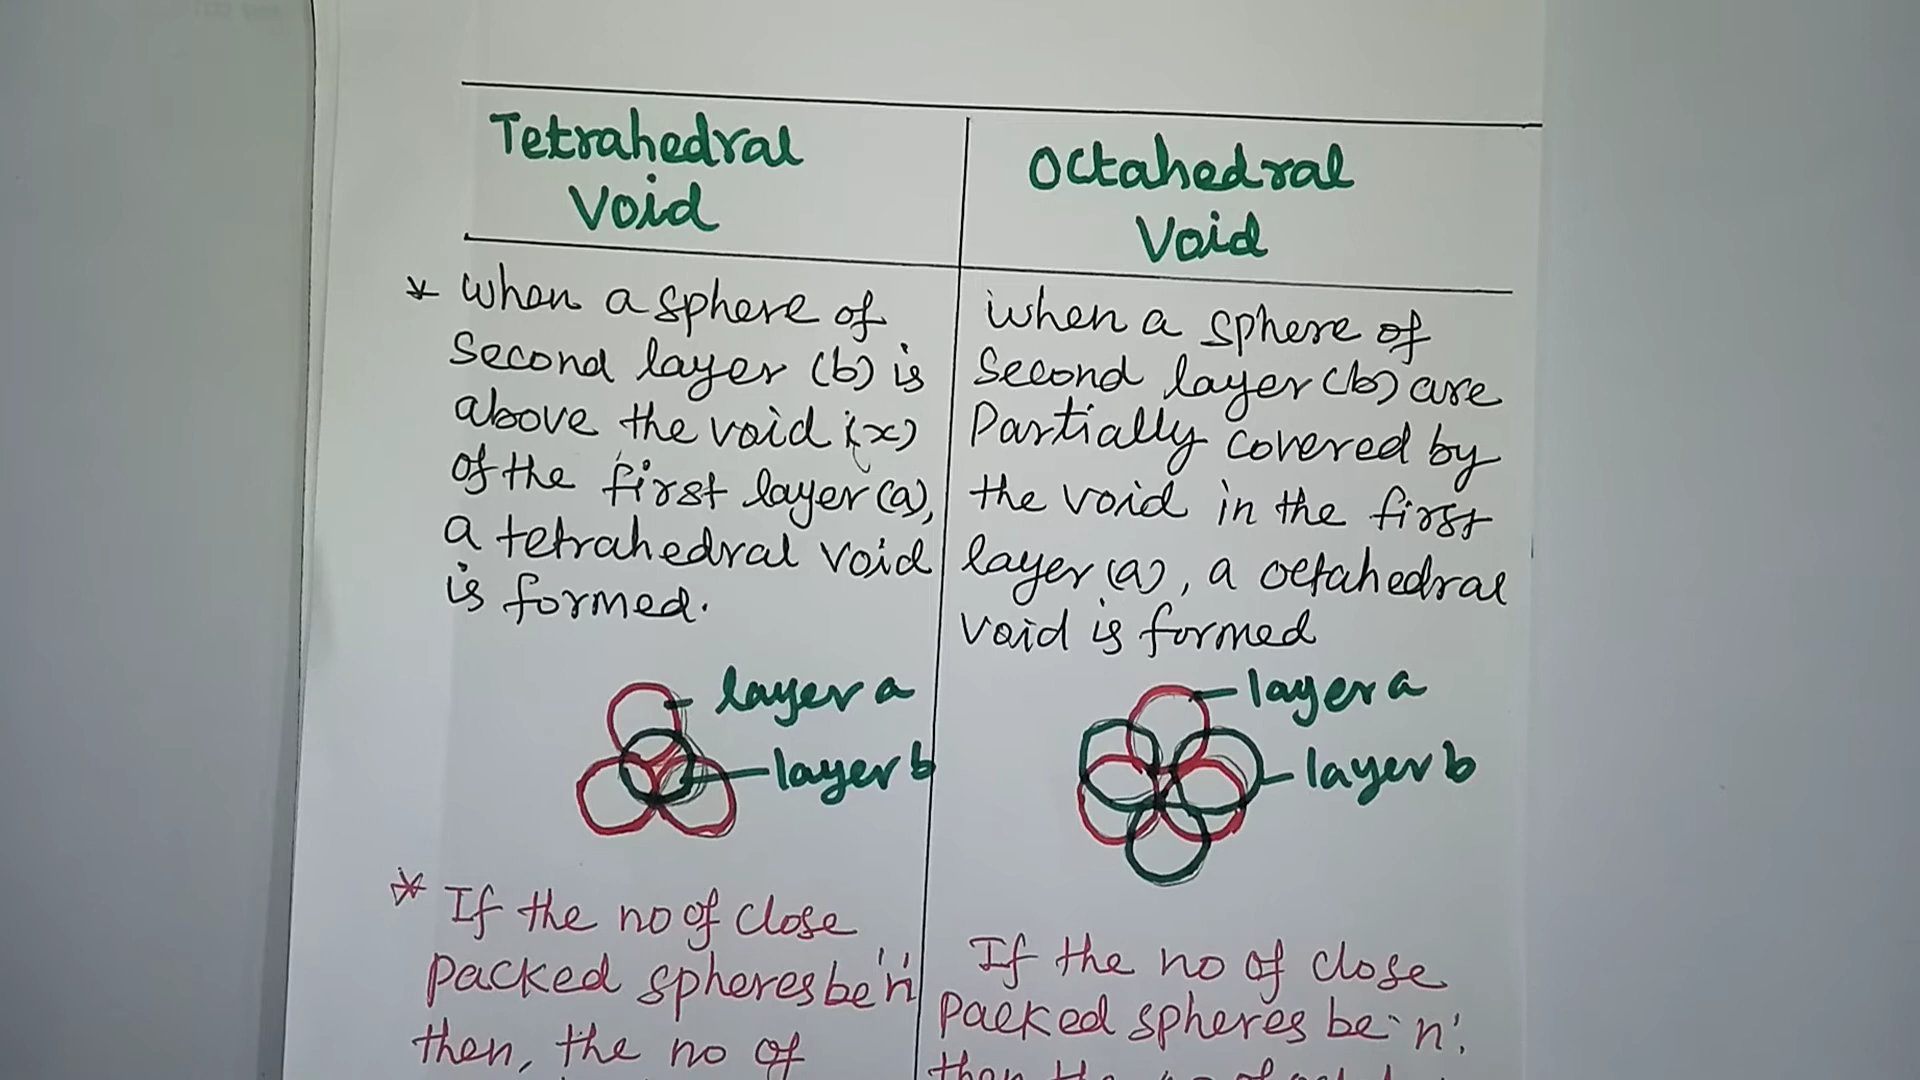 Tetrahedral
Void
* When a sphere of
second layer (b) is
above the void (x)
of the first layer (a),
a tetrahedral void
is formed.
layer a
layer b
* If the no of close
packed spheres be 'n'
then, the no of
Octahedral
Void
when a sphere of
Second layer (b) are
Partially covered by
the void in the first
layer (a), a octahedral
void is formed
layer a
layer b
If the no of close
packed spheres be 'n'.